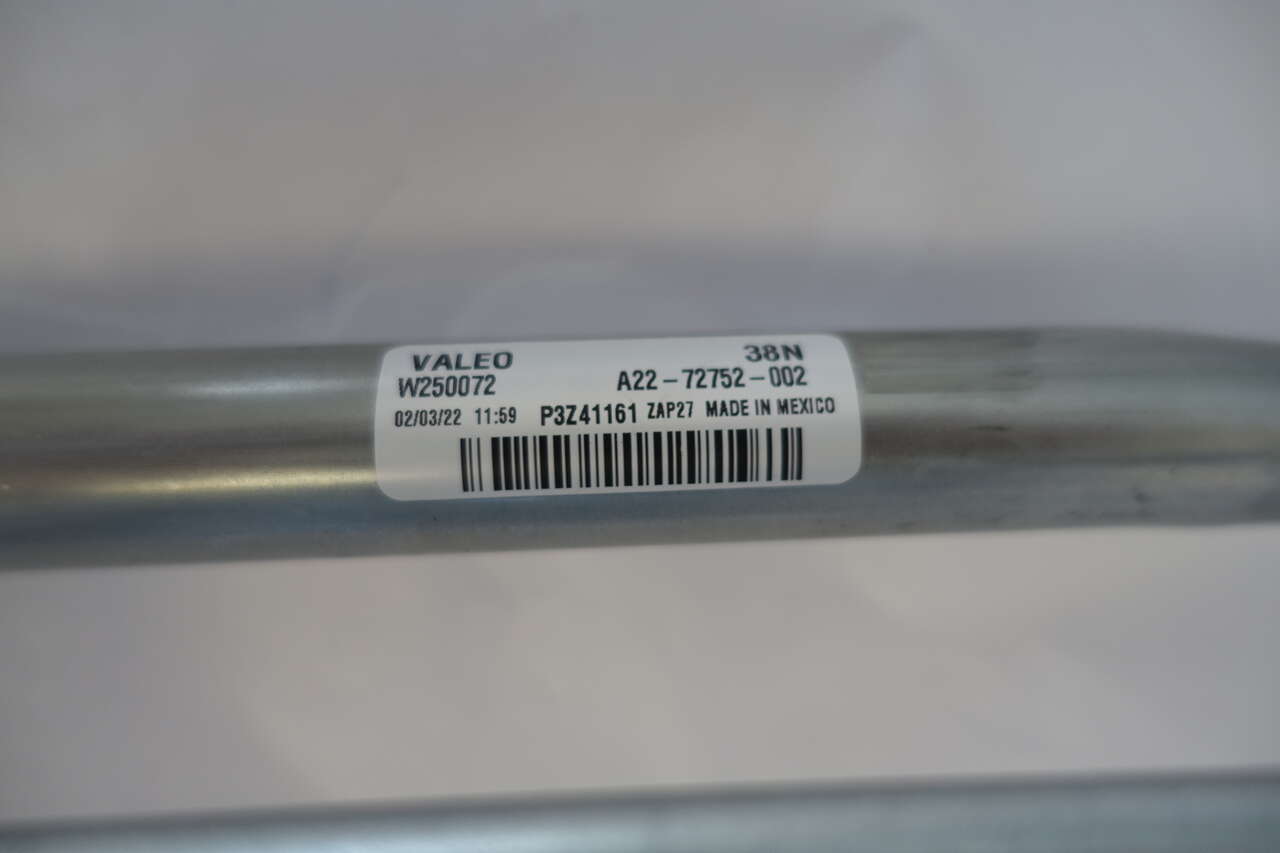 VALEO 38N
W250072 A22-72752-002
02/03/22 11:59 P3Z41161 ZAP27 MADE IN MEXICO